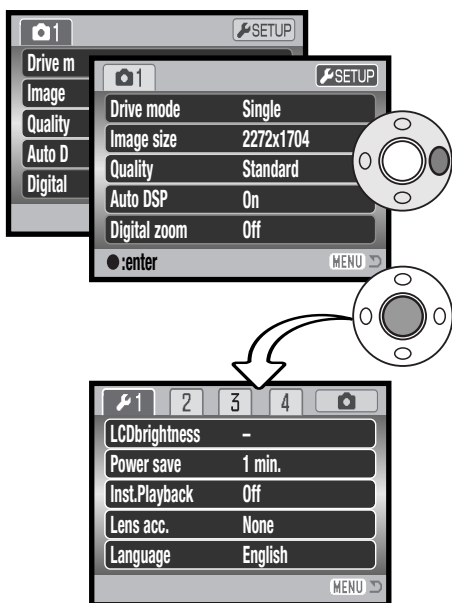 1 SETUP
Drive m
Image
Quality
Auto D
Digital
1 SETUP
Drive mode Single
Image size 2272x1704
Quality Standard
Auto DSP On
Digital zoom Off
:enter MENU
1 2 3 4
LCDbrightness –
Power save 1 min.
Inst.Playback Off
Lens acc. None
Language English
MENU